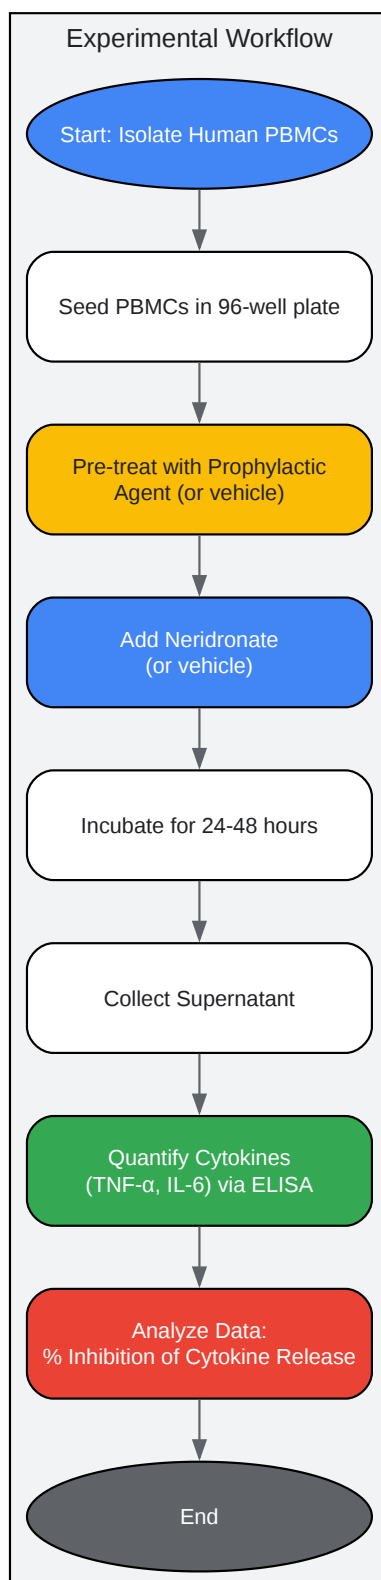 Experimental Workflow
Start: Isolate Human PBMCs
Seed PBMCs in 96-well plate
Pre-treat with Prophylactic
Agent (or vehicle)
Add Neridronate
(or vehicle)
Incubate for 24-48 hours
Collect Supernatant
Quantify Cytokines
(TNF-α, IL-6) via ELISA
Analyze Data:
% Inhibition of Cytokine Release
End